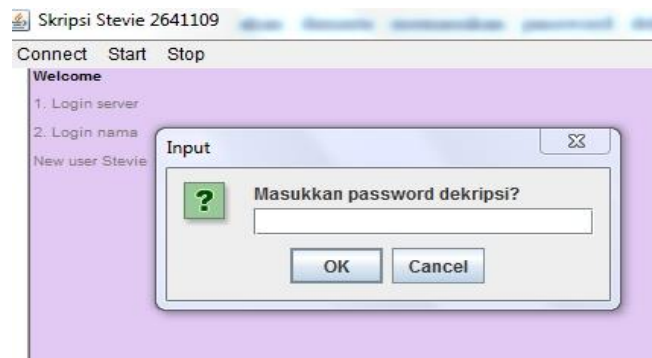 Skripsi Stevie 2641109
Connect Start Stop
Welcome
1. Login server
2. Login nama
New user Stevie
Input
?
Masukkan password dekripsi?
OK Cancel